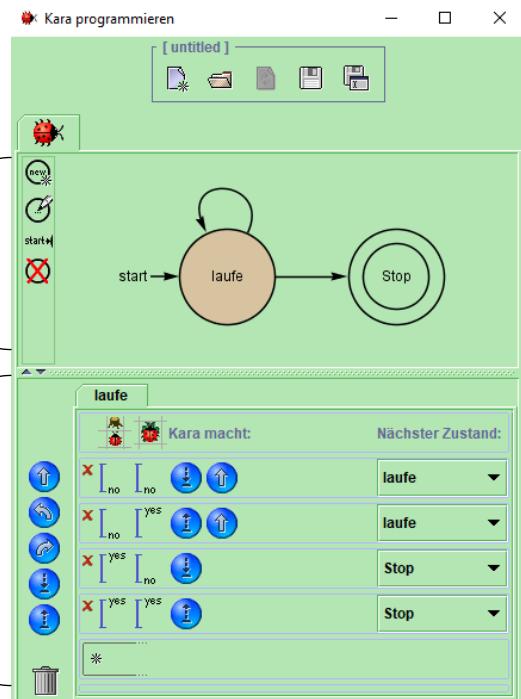 Kara programmieren
[ untitled ]
new
start
start
laufe
Stop
laufe
Kara macht:
Nächster Zustand:
no
no
laufe
no
yes
laufe
yes
no
Stop
yes
yes
Stop